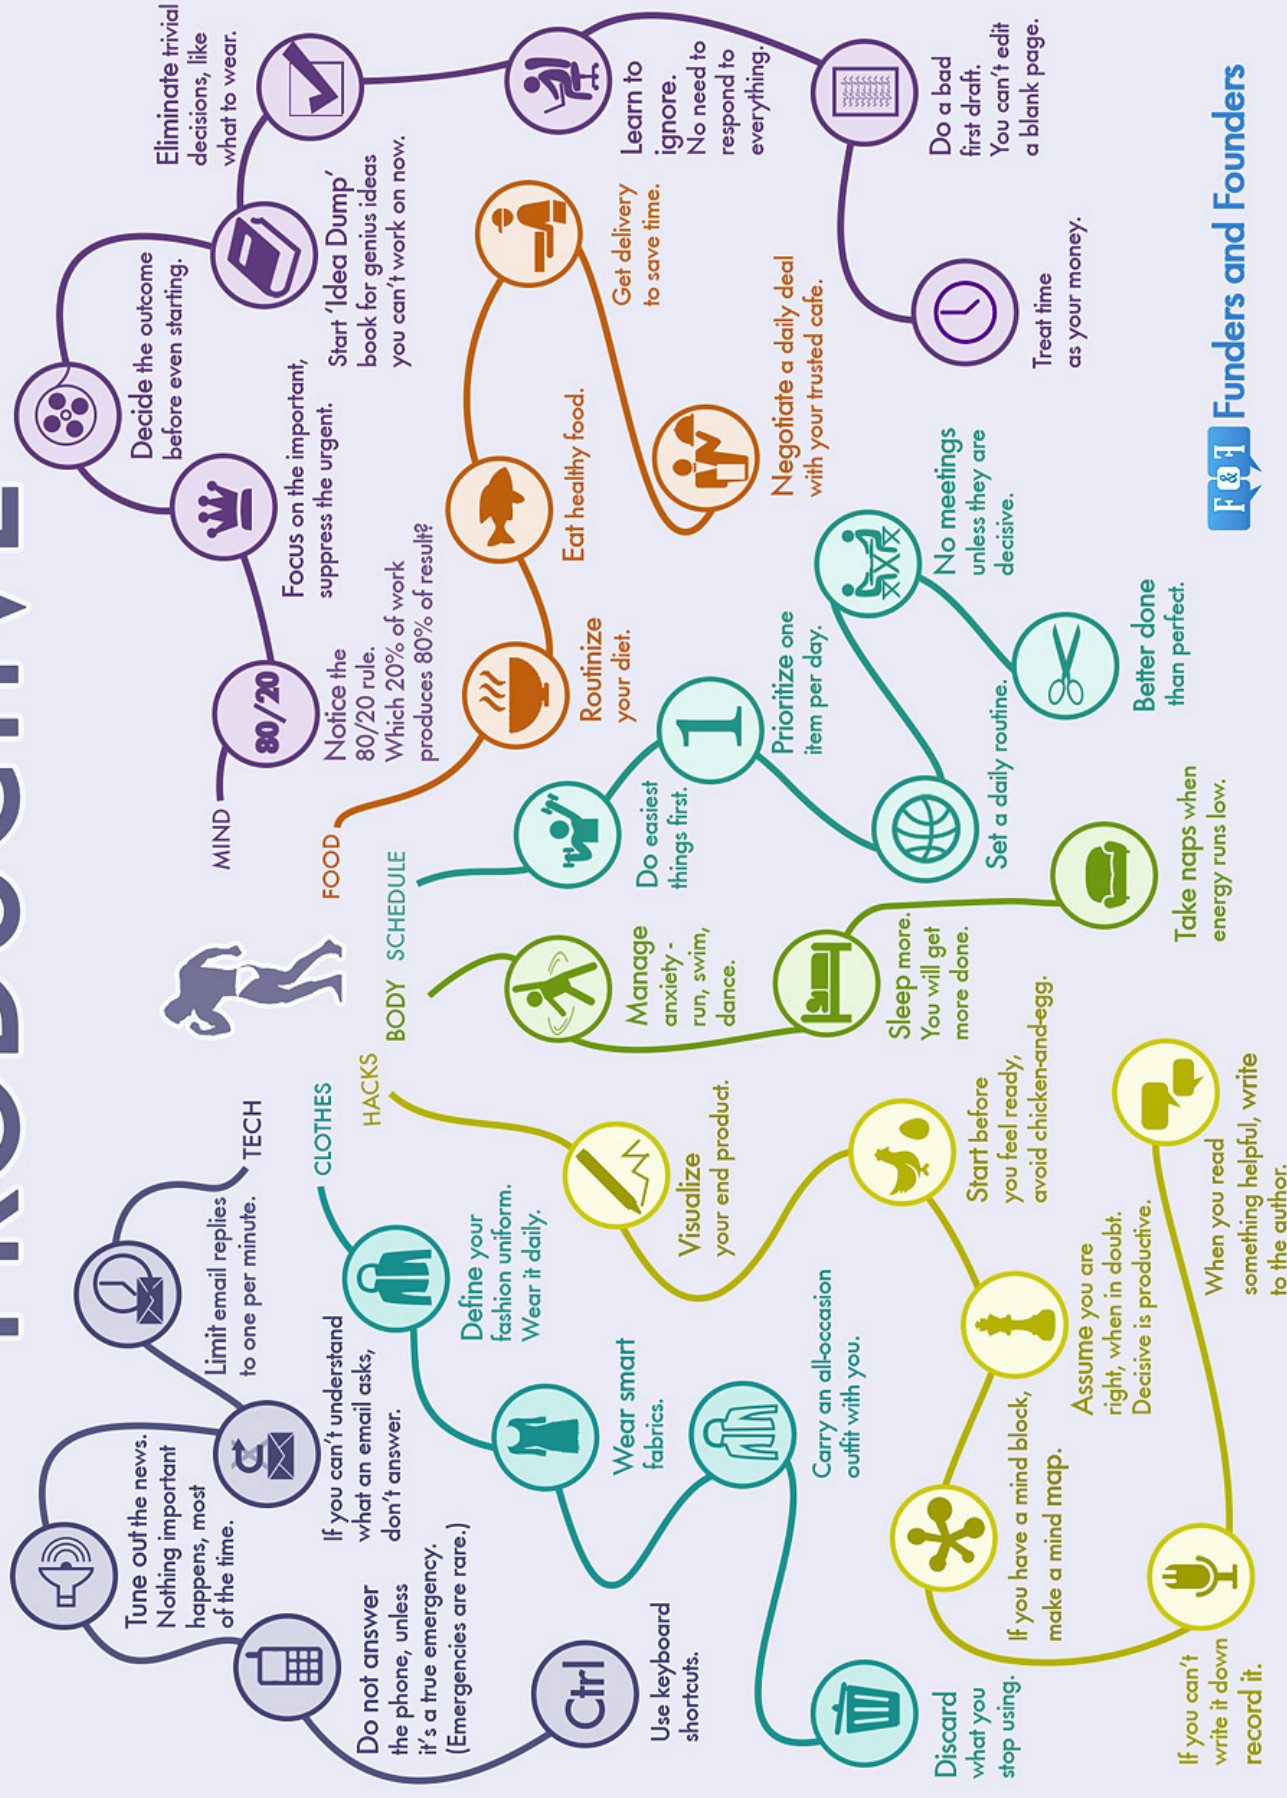 TECH
Limit email replies
to one per minute.
If you can't understand
what an email asks,
don't answer.
Tune out the news.
Nothing important
happens, most
of the time.
Do not answer
the phone, unless
it's a true emergency.
(Emergencies are rare.)
Ctrl
Use keyboard
shortcuts.
CLOTHES
Define your
fashion uniform.
Wear it daily.
Wear smart
fabrics.
Carry an all-occasion
outfit with you.
Discard
what you
stop using.
HACKS
Visualize
your end product.
Start before
you feel ready,
avoid chicken-and-egg.
Assume you are
right, when in doubt.
Decisive is productive.
If you have a mind block,
make a mind map.
If you can't
write it down
record it.
When you read
something helpful, write
to the author.
BODY
Manage
anxiety -
run, swim,
dance.
Sleep more.
You will get
more done.
Take naps when
energy runs low.
SCHEDULE
Do easiest
things first.
1
Prioritize one
item per day.
Set a daily routine.
No meetings
unless they are
decisive.
Better done
than perfect.
FOOD
Routinize
your diet.
Eat healthy food.
Get delivery
to save time.
Negotiate a daily deal
with your trusted cafe.
MIND
80/20
Notice the
80/20 rule.
Which 20% of work
produces 80% of result?
Focus on the important,
suppress the urgent.
Decide the outcome
before even starting.
Start 'Idea Dump'
book for genius ideas
you can't work on now.
Eliminate trivial
decisions, like
what to wear.
Learn to
ignore.
No need to
respond to
everything.
Do a bad
first draft.
You can't edit
a blank page.
Treat time
as your money.
F&F Funders and Founders